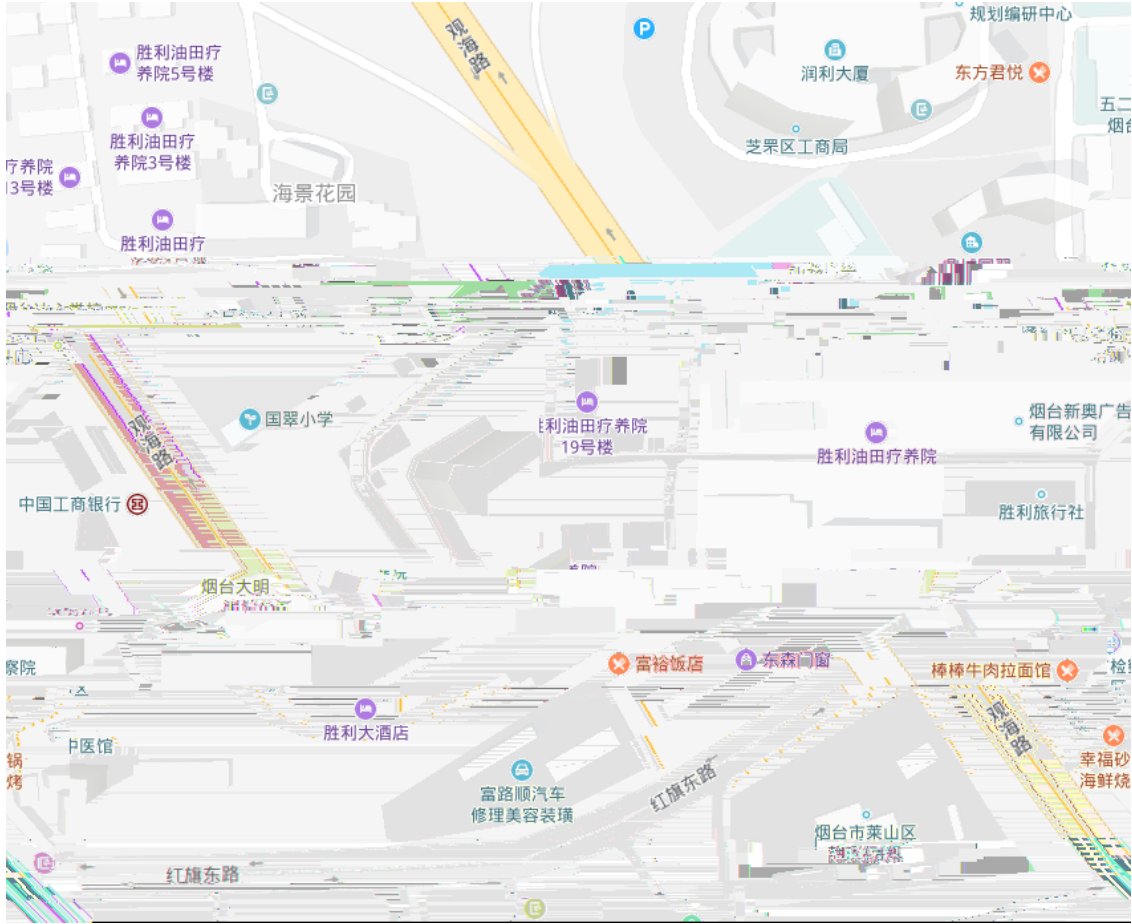 规划编研中心
观海路
胜利油田疗
养院5号楼
润利大厦
东方君悦
五二
烟台
胜利油田疗
养院3号楼
芝罘区工商局
疗养院
13号楼
海景花园
胜利油田疗
国翠小学
胜利油田疗养院
19号楼
烟台新奥广告
有限公司
观海路
胜利油田疗养院
中国工商银行
胜利旅行社
烟台大明
察院
富裕饭店
东森门窗
棒棒牛肉拉面馆
检察
观海路
胜利大酒店
中医馆
锅
烤
幸福砂
海鲜烧
红旗东路
富路顺汽车
修理美容装璜
烟台市莱山区
红旗东路